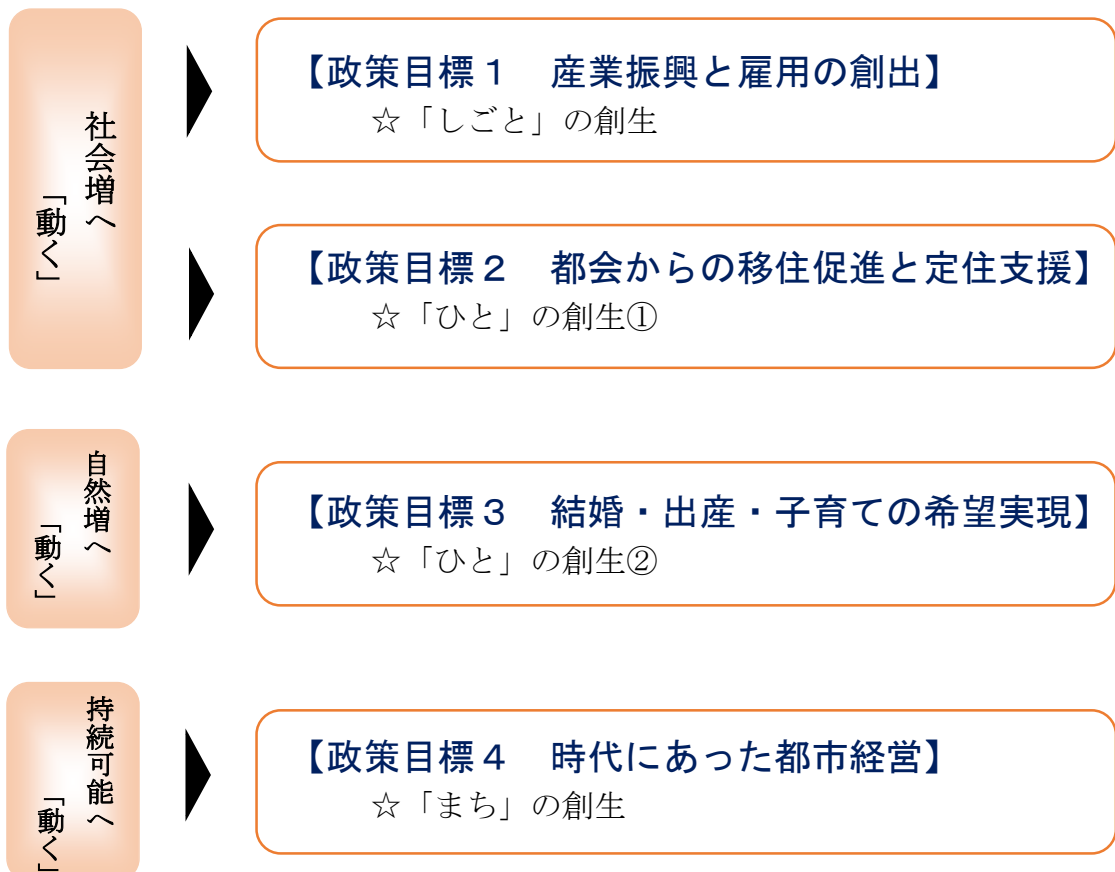 社会増へ
「動く」
【政策目標１　産業振興と雇用の創出】
☆「しごと」の創生
【政策目標２　都会からの移住促進と定住支援】
☆「ひと」の創生①
自然増へ
「動く」
【政策目標３　結婚・出産・子育ての希望実現】
☆「ひと」の創生②
持続可能へ
「動く」
【政策目標４　時代にあった都市経営】
☆「まち」の創生